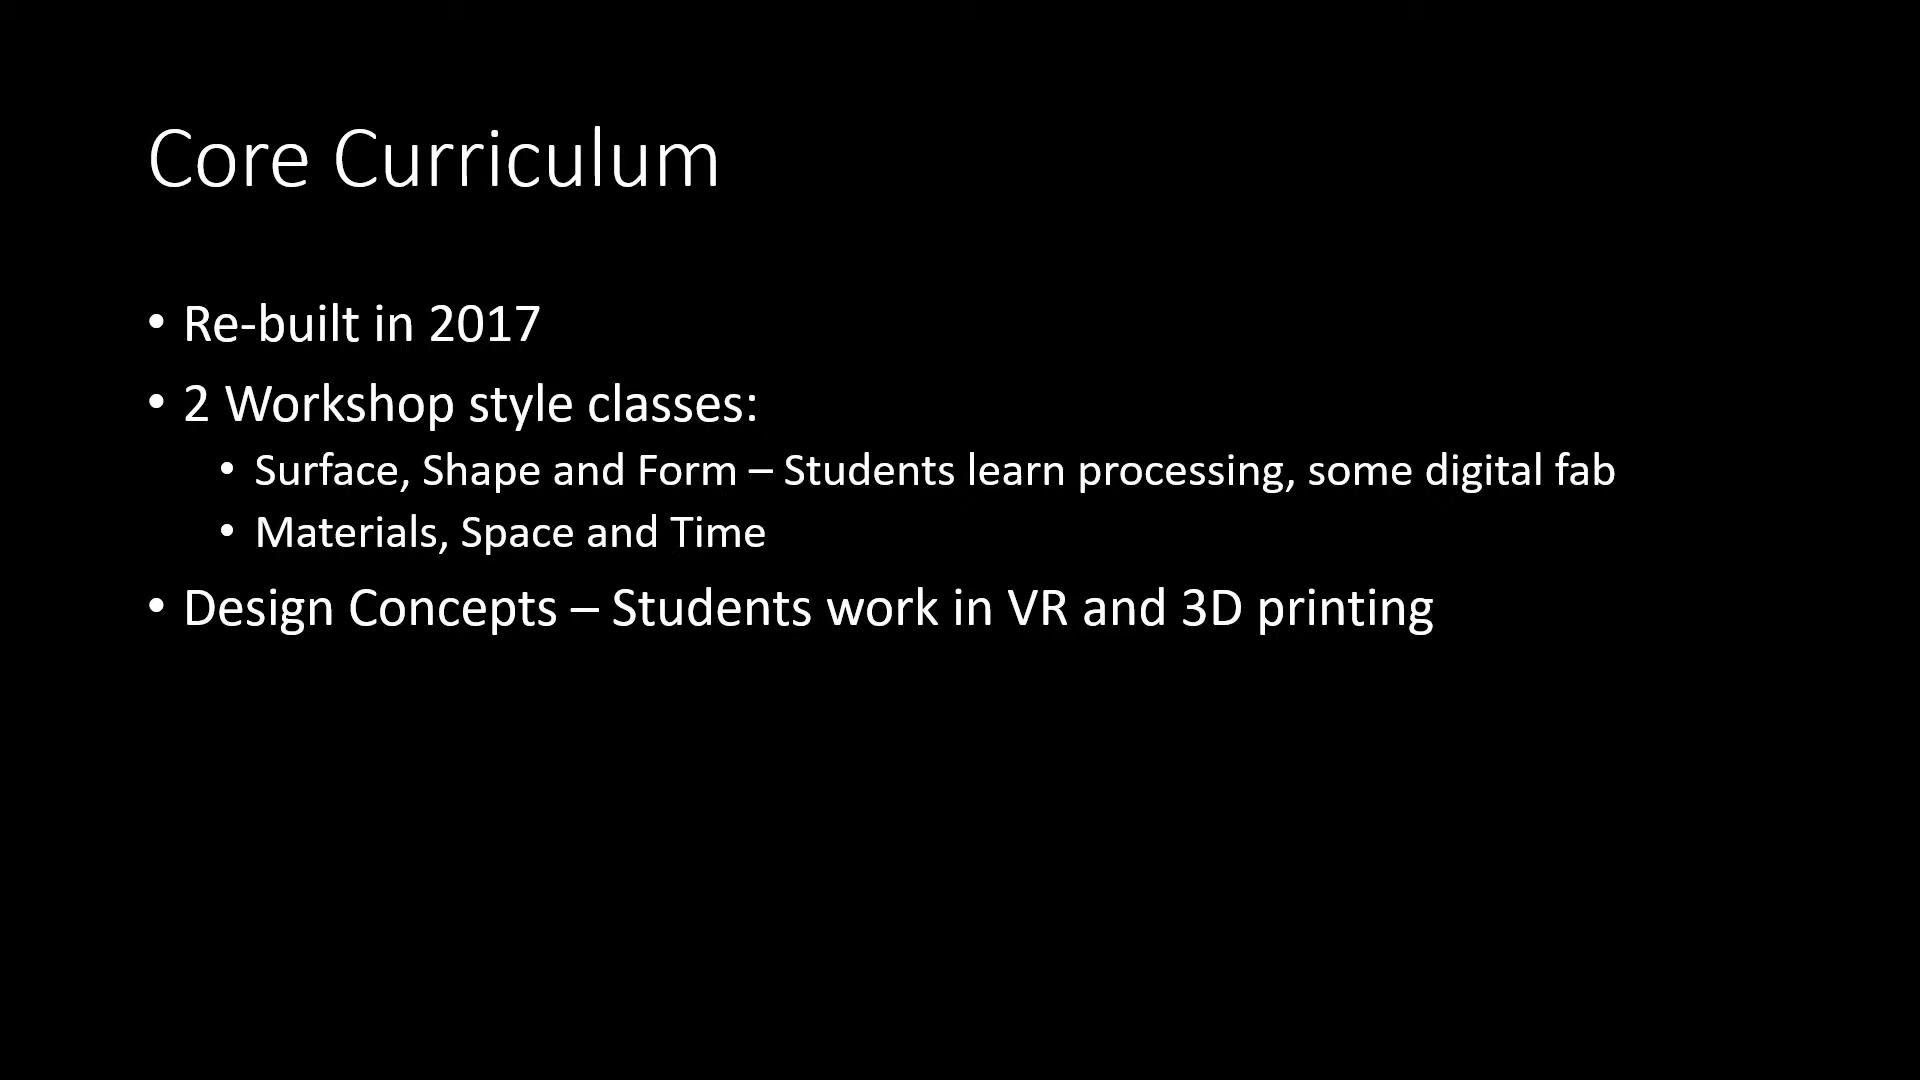 Core Curriculum
• Re-built in 2017
• 2 Workshop style classes:
• Surface, Shape and Form – Students learn processing, some digital fab
• Materials, Space and Time
• Design Concepts – Students work in VR and 3D printing